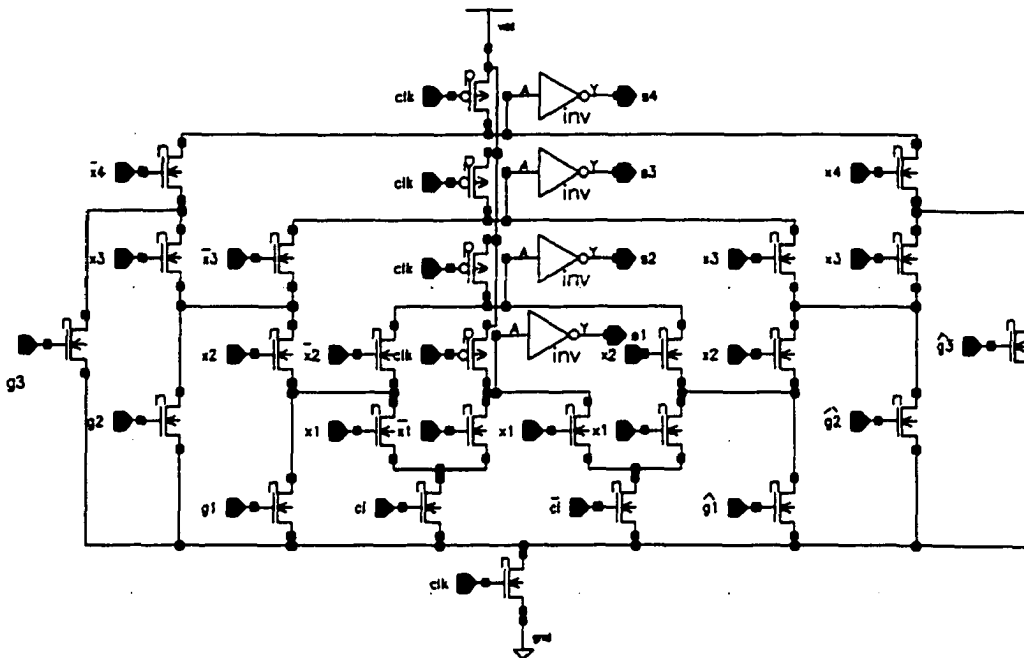 vdd
P
clk A Y s4
inv
x̄4 P x4
clk A Y s3
inv
x3 x̄3 P x3 x3
clk A Y s2
inv
P A Y s1
x2 x̄2 clk inv x2 x2 ĝ3
g3
g2 x1 x̄1 x1 x1 ĝ2
g1 ci c̄i ĝ1
clk
gnd